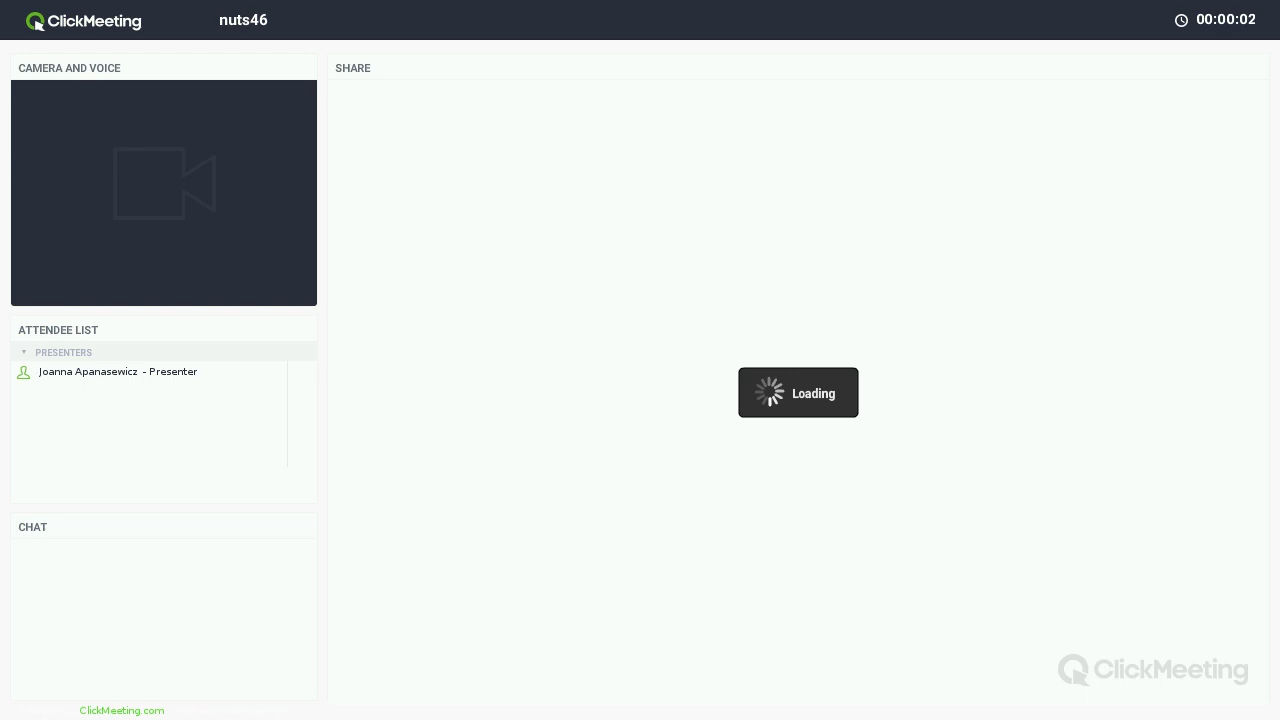 ClickMeeting
nuts46
00:00:02
CAMERA AND VOICE
SHARE
ATTENDEE LIST
PRESENTERS
Joanna Apanasewicz - Presenter
Loading
CHAT
ClickMeeting
ClickMeeting.com